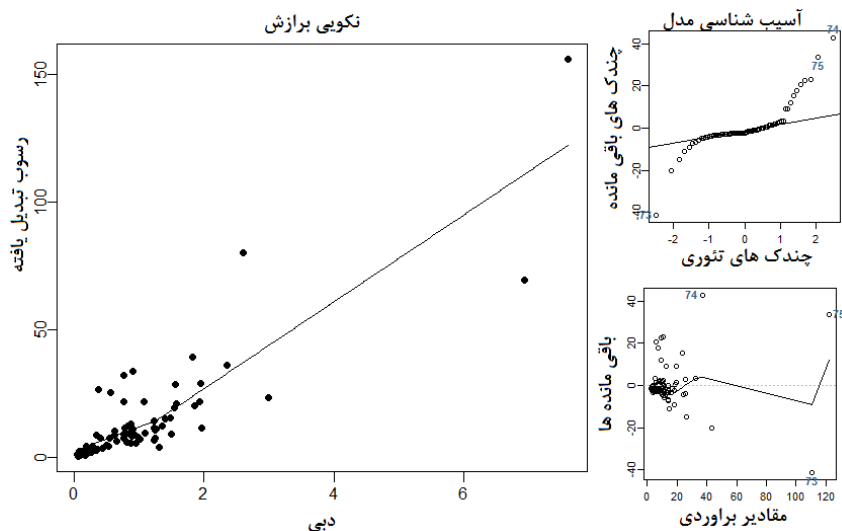 نکویی برازش
رسوب تبدیل یافته
150
100
50
0
0 2 4 6
دبی
آسیب شناسی مدل
چندک های باقی مانده
40
20
0
-20
-40
74
75
73
-2 -1 0 1 2
چندک های تئوری
باقی مانده ها
40
20
0
-20
-40
74
75
73
0 20 40 60 80 100 120
مقادیر براوردی